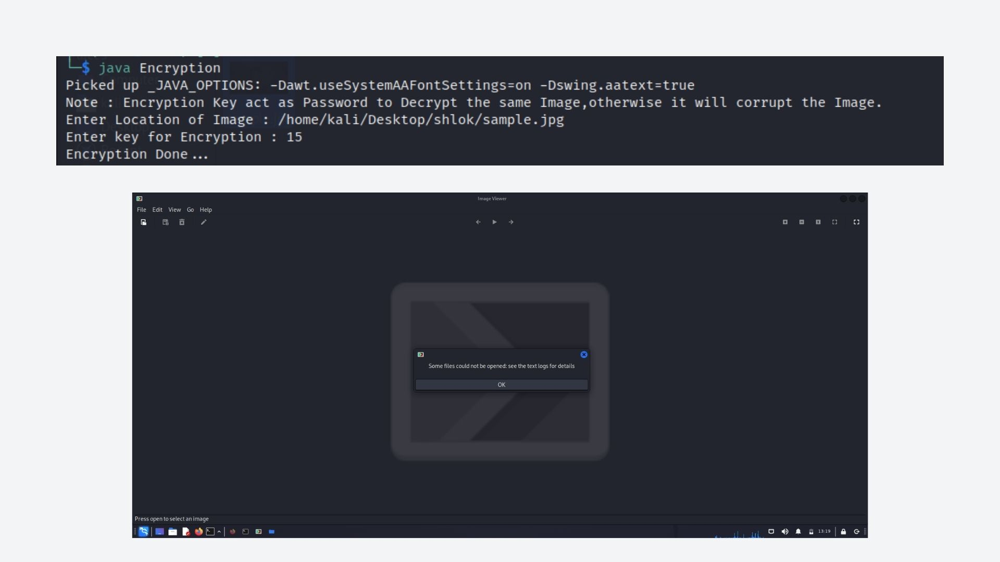 └─$ java Encryption
Picked up _JAVA_OPTIONS: -Dawt.useSystemAAFontSettings=on -Dswing.aatext=true
Note : Encryption Key act as Password to Decrypt the same Image,otherwise it will corrupt the Image.
Enter Location of Image : /home/kali/Desktop/shlok/sample.jpg
Enter key for Encryption : 15
Encryption Done...
Image Viewer
File Edit View Go Help
Some files could not be opened: see the text logs for details
OK
Press open to select an image
13:19